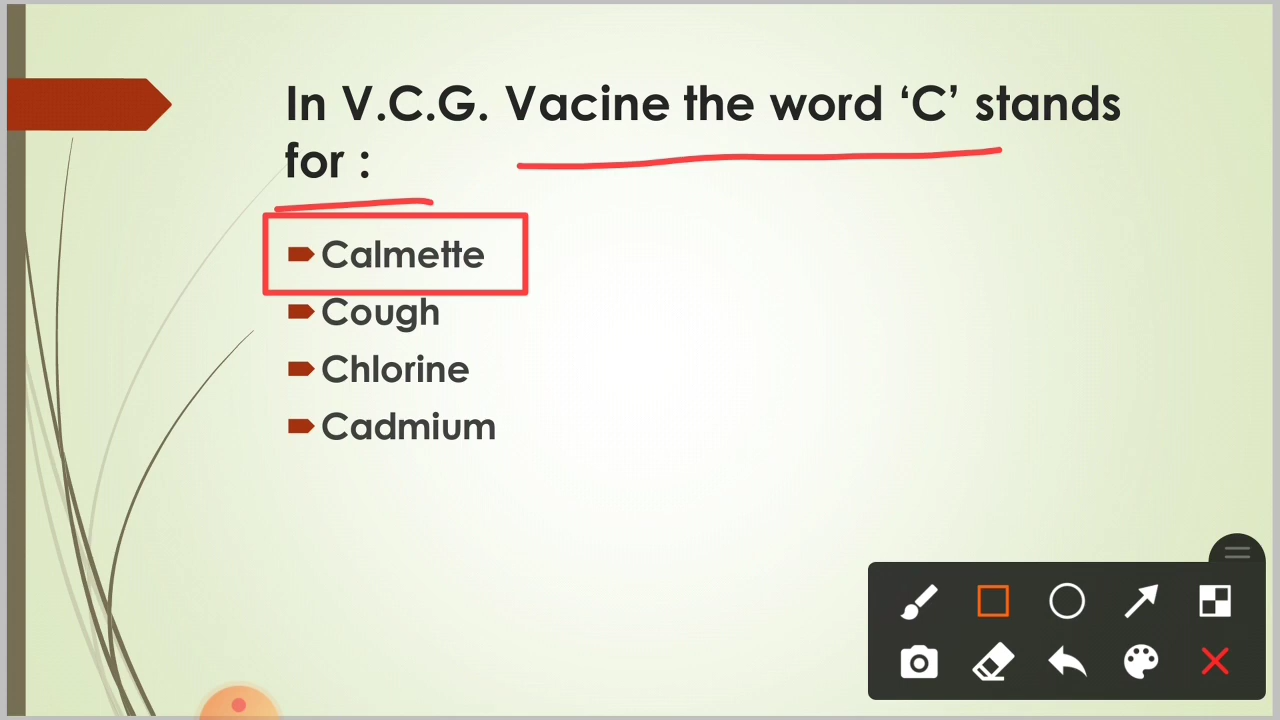 In V.C.G. Vacine the word ‘C’ stands
for :
Calmette
Cough
Chlorine
Cadmium